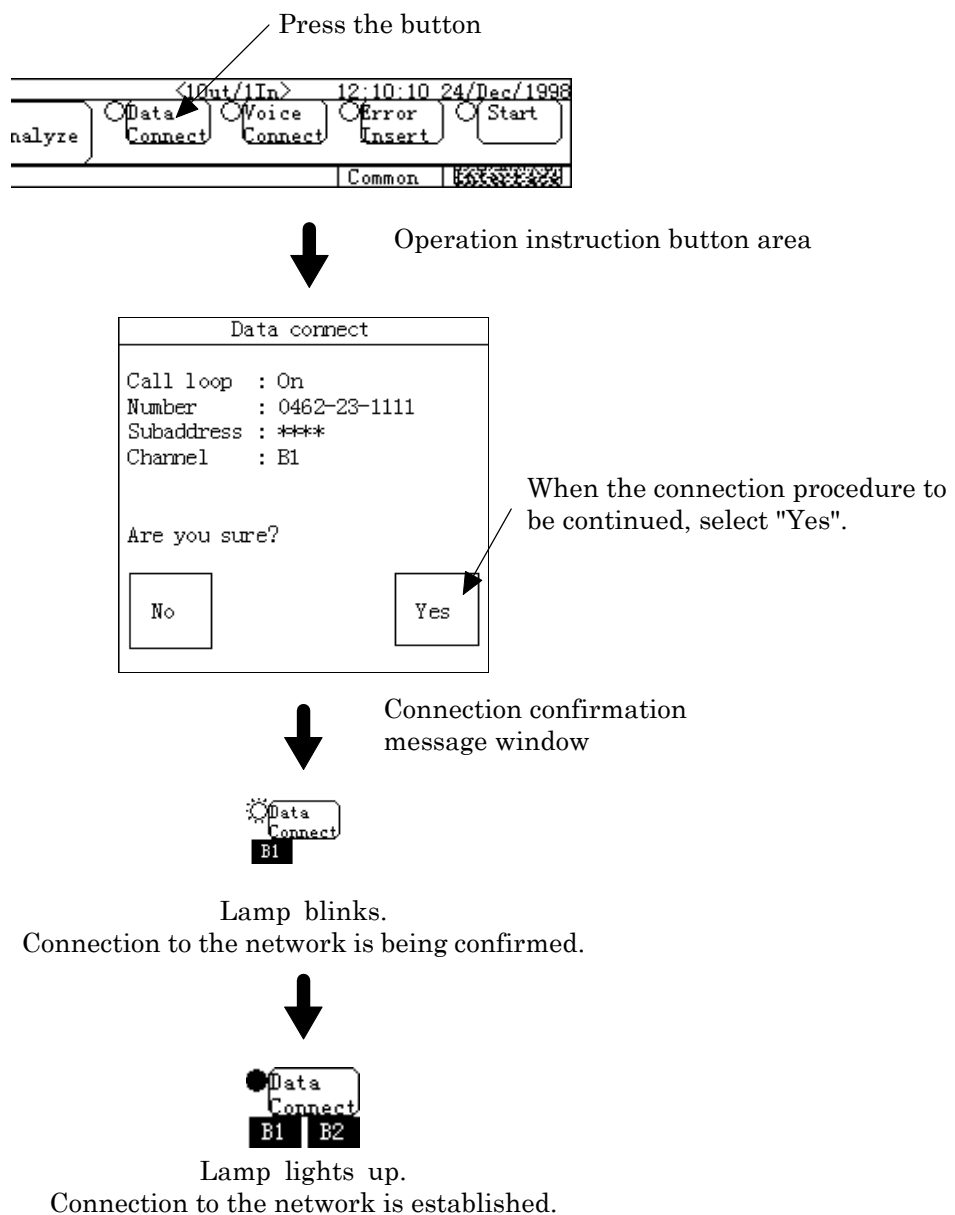 Press the button
<1Out/1In> 12:10:10 24/Dec/1998
nalyze Data Connect Voice Connect Error Insert Start
Common Interface
Operation instruction button area
Data connect
Call loop : On
Number : 0462-23-1111
Subaddress : ****
Channel : B1
When the connection procedure to
be continued, select "Yes".
Are you sure?
No Yes
Connection confirmation
message window
Data
Connect
B1
Lamp blinks.
Connection to the network is being confirmed.
Data
Connect
B1 B2
Lamp lights up.
Connection to the network is established.